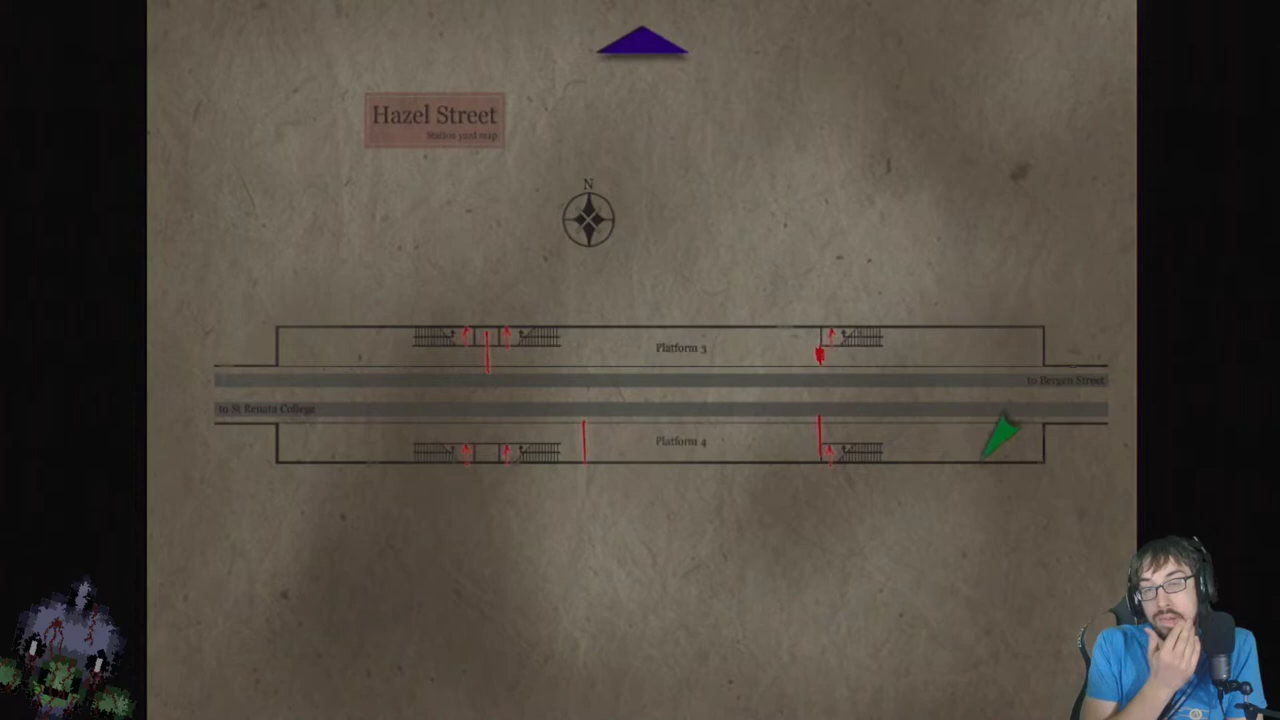 Hazel Street
Station yard map
N
Platform 3
to Bergen Street
to St Renata College
Platform 4